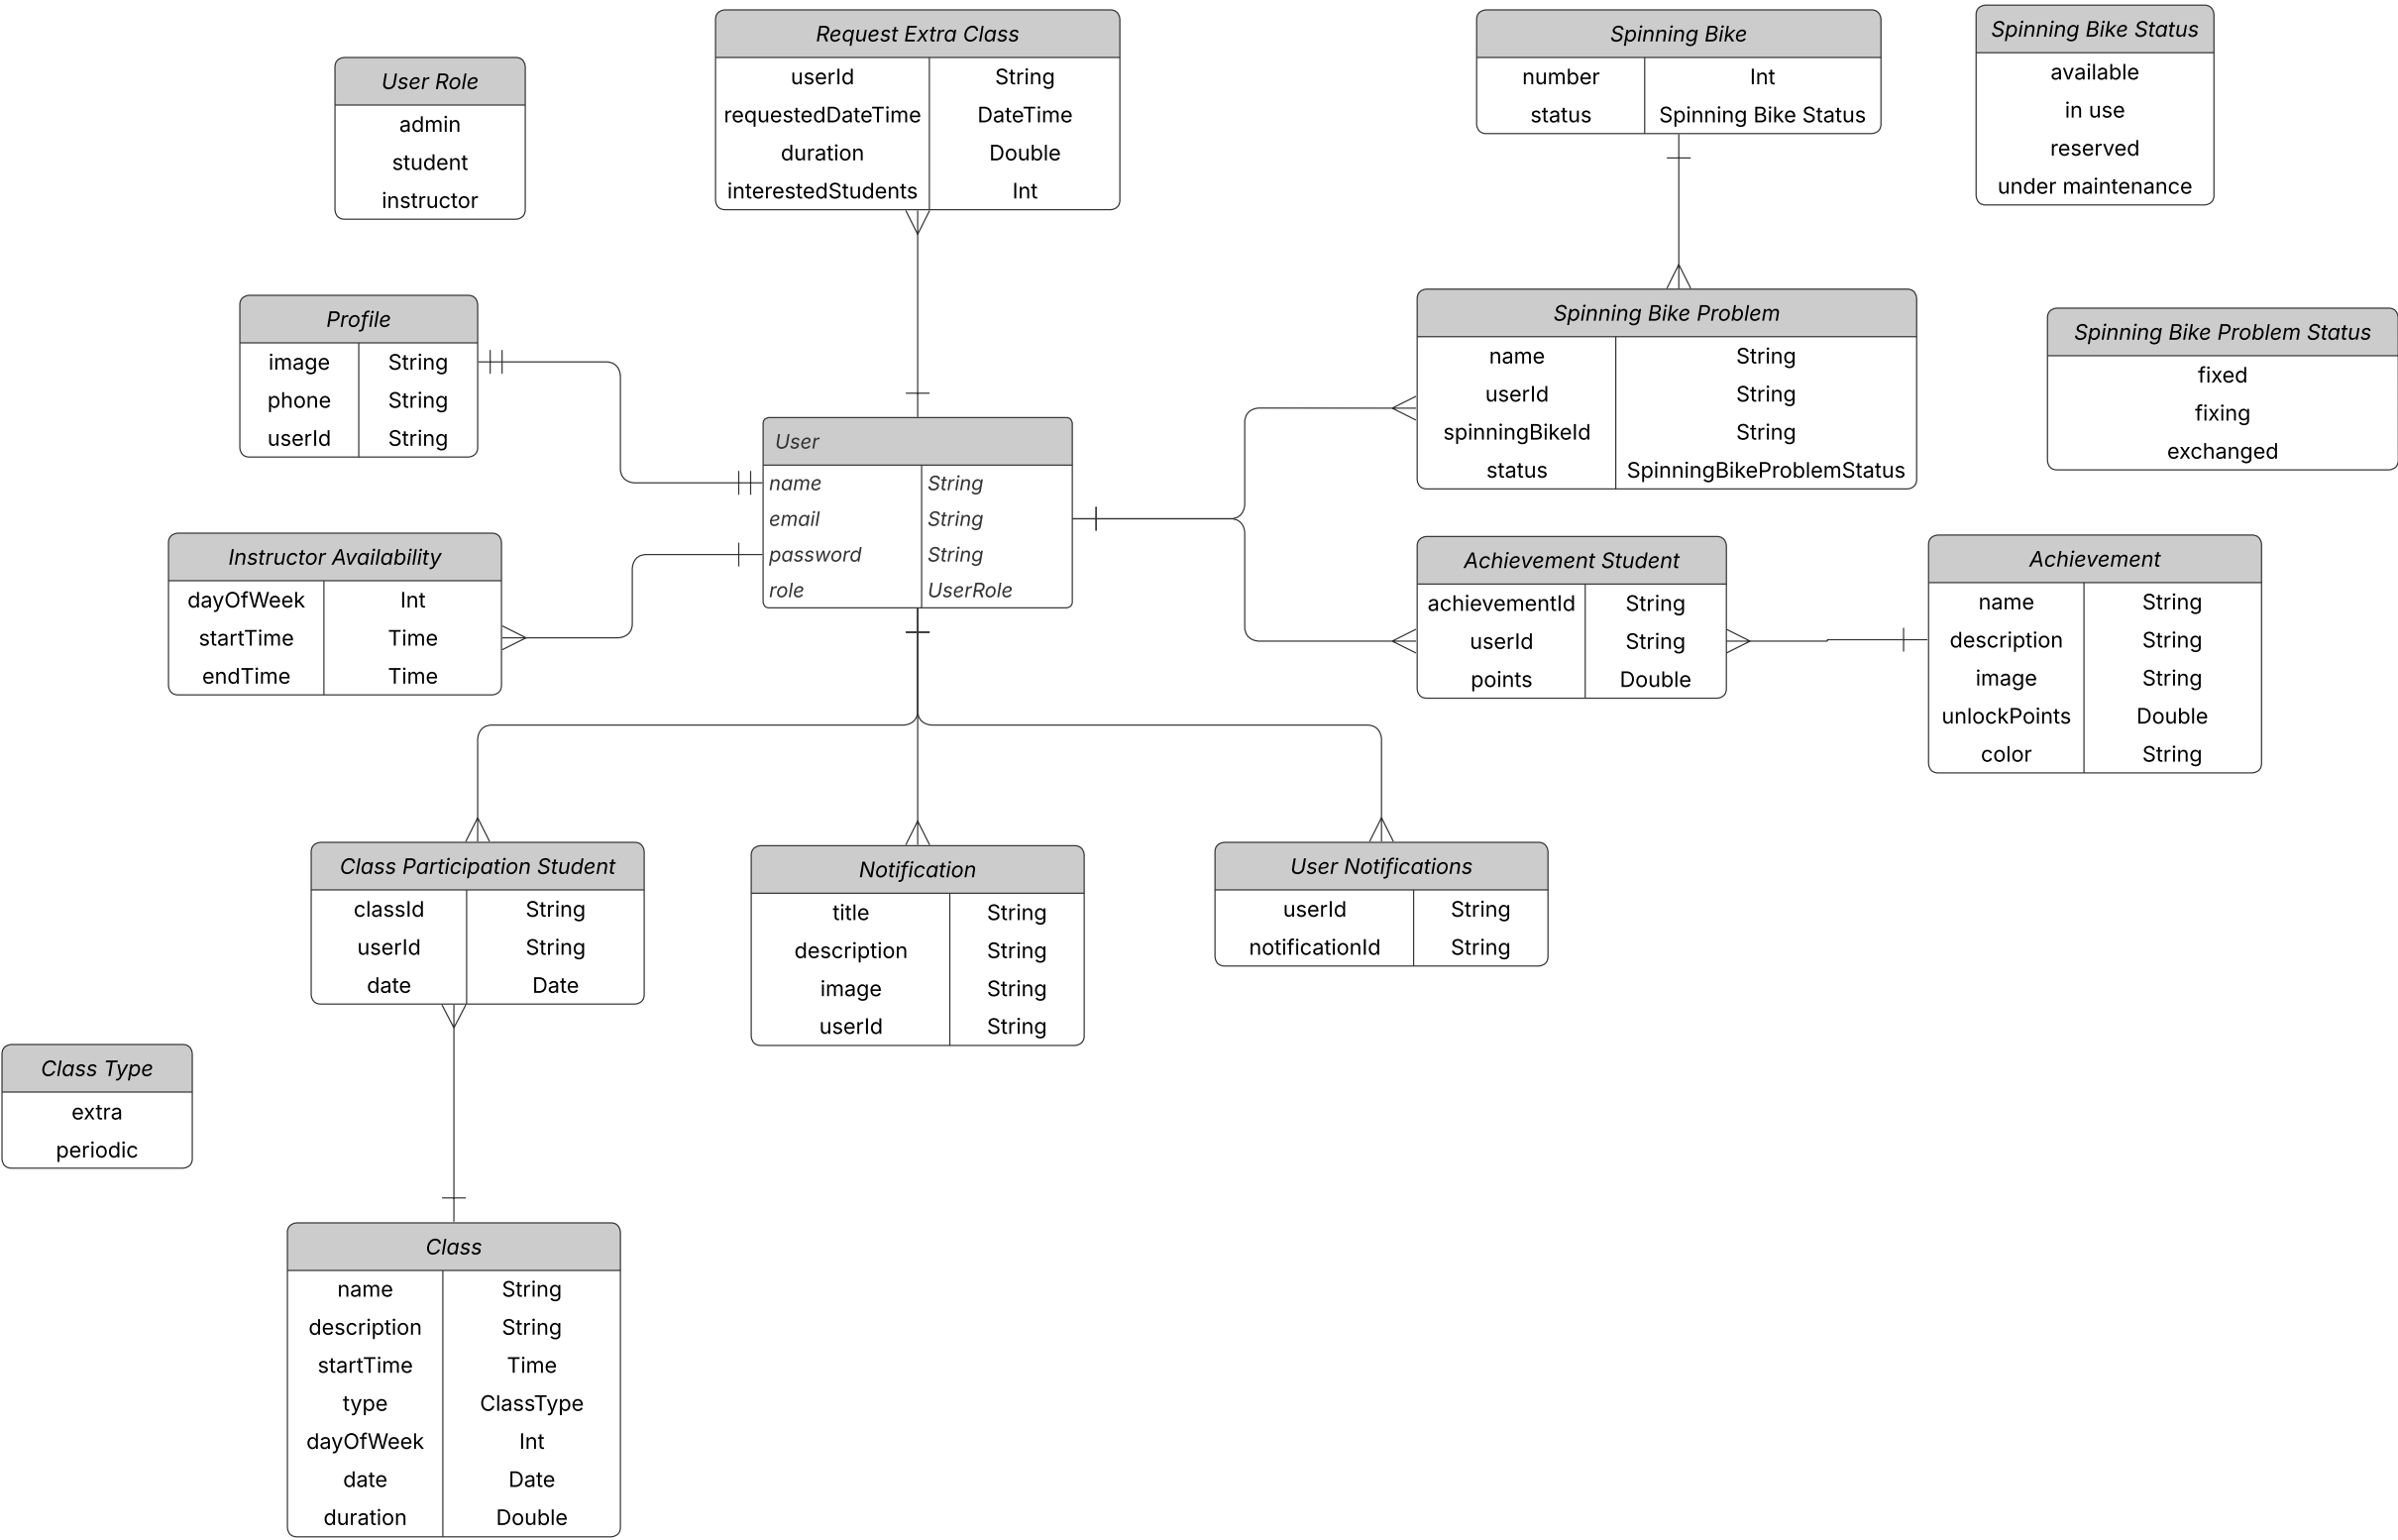 User Role
admin
student
instructor
Request Extra Class
userId String
requestedDateTime DateTime
duration Double
interestedStudents Int
Spinning Bike
number Int
status Spinning Bike Status
Spinning Bike Status
available
in use
reserved
under maintenance
Profile
image String
phone String
userId String
Spinning Bike Problem
name String
userId String
spinningBikeId String
status SpinningBikeProblemStatus
Spinning Bike Problem Status
fixed
fixing
exchanged
User
name String
email String
password String
role UserRole
Instructor Availability
dayOfWeek Int
startTime Time
endTime Time
Achievement Student
achievementId String
userId String
points Double
Achievement
name String
description String
image String
unlockPoints Double
color String
Class Participation Student
classId String
userId String
date Date
Notification
title String
description String
image String
userId String
User Notifications
userId String
notificationId String
Class Type
extra
periodic
Class
name String
description String
startTime Time
type ClassType
dayOfWeek Int
date Date
duration Double